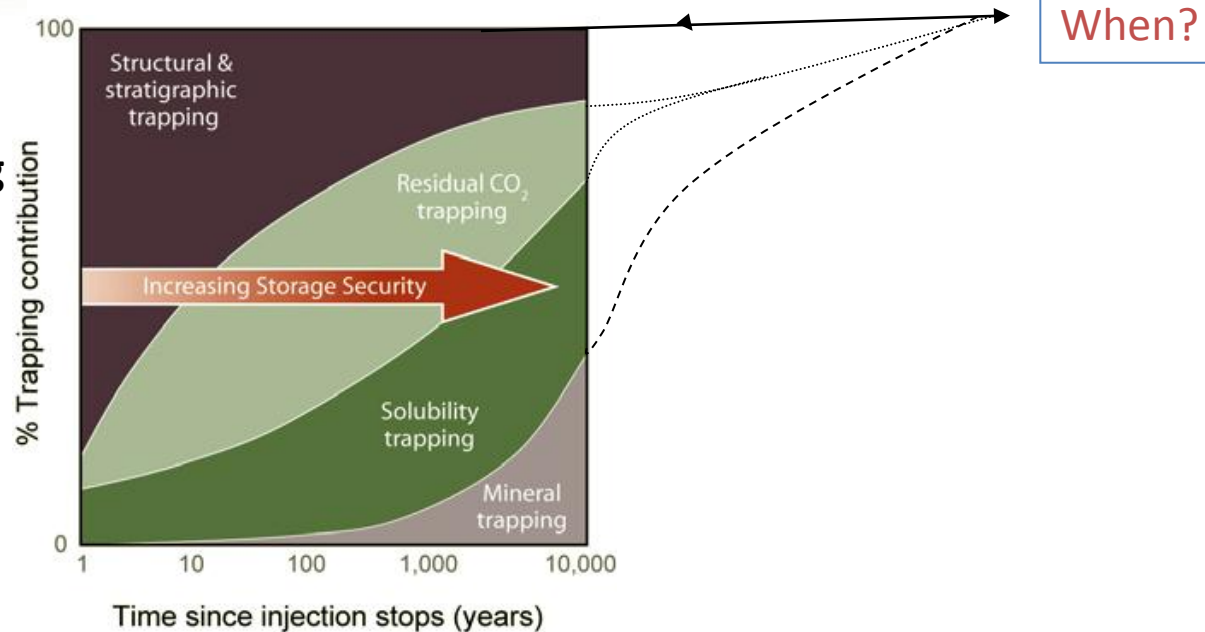 When?
100
Structural &
stratigraphic
trapping
g
% Trapping contribution
Residual CO₂
trapping
Increasing Storage Security
Solubility
trapping
Mineral
trapping
0
1 10 100 1,000 10,000
Time since injection stops (years)